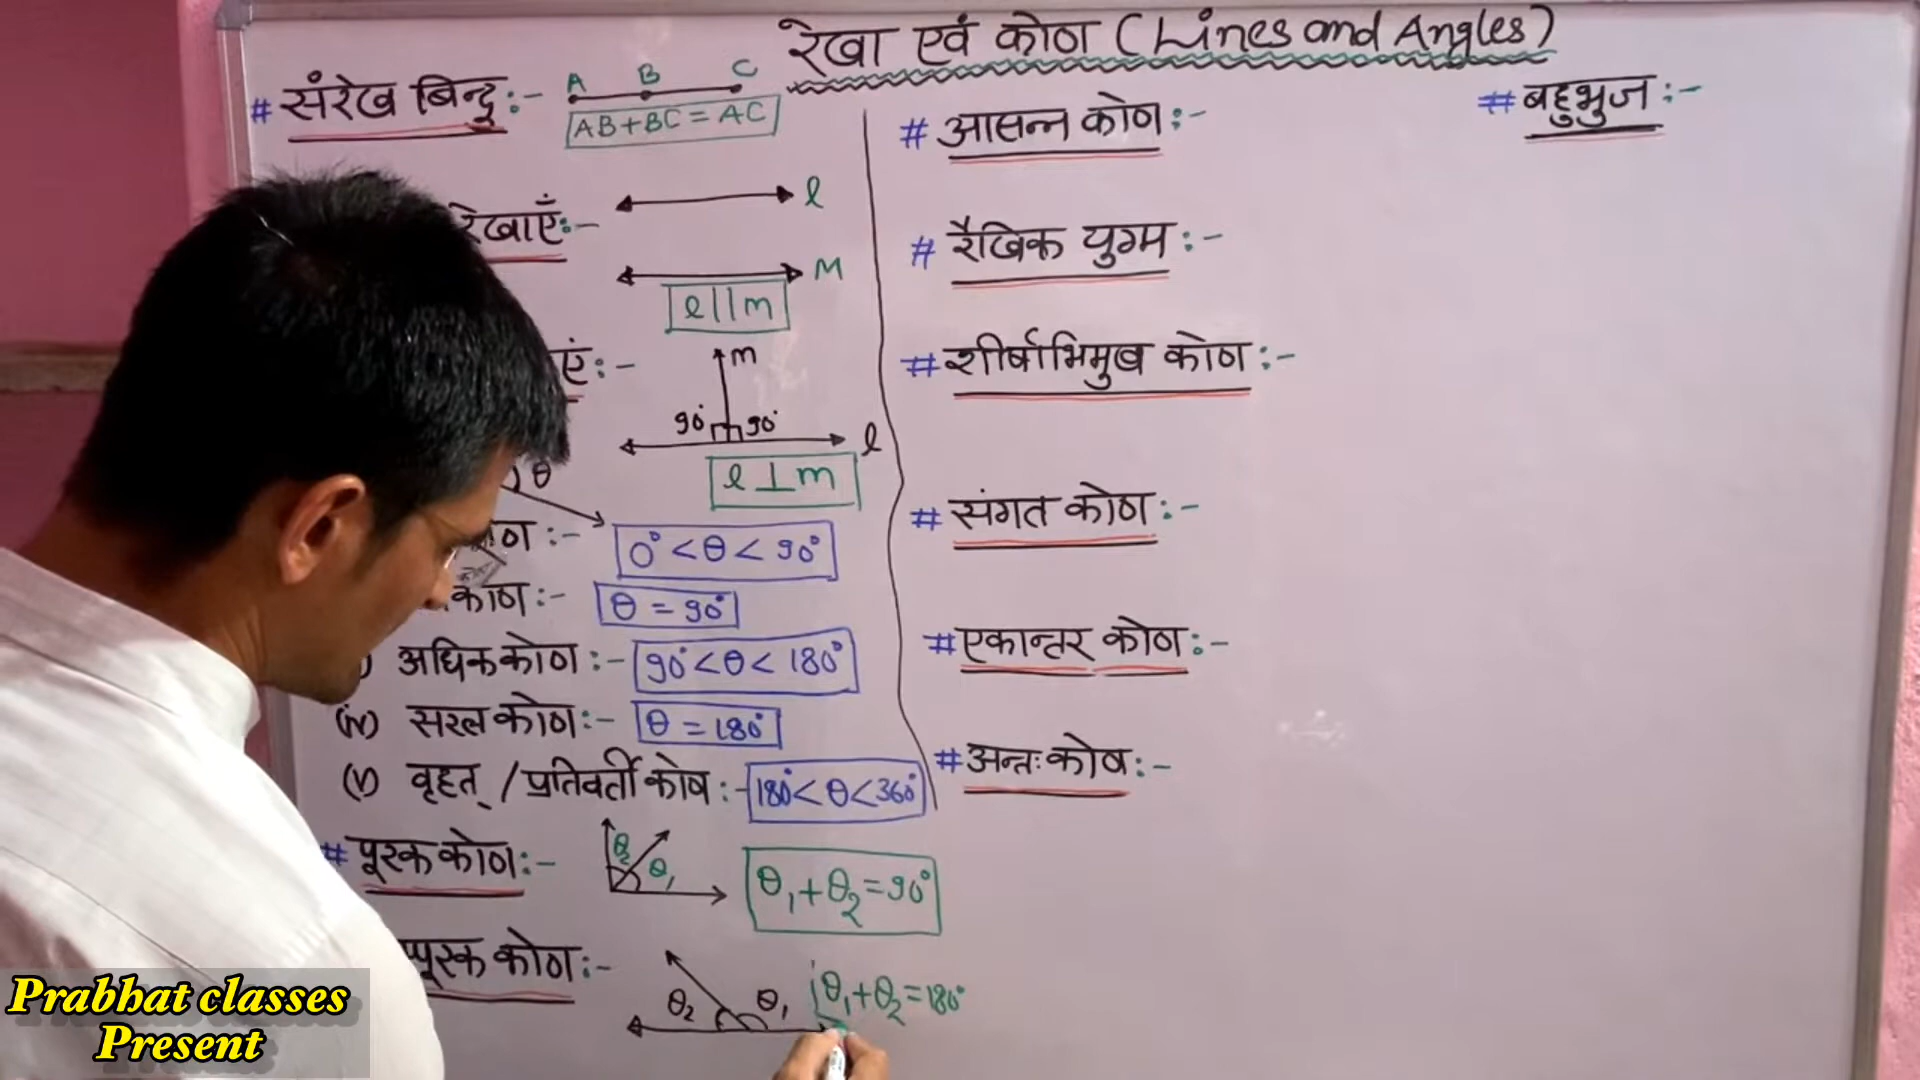 रेखा एवं कोण (Lines and Angles)
# संरेख बिन्दु :-
A B C
AB+BC = AC
रेखाएँ:-
l
M
l||m
एं:-
m
90° 90°
l
l⊥m
θ
कोण :-
0° < θ < 90°
कोण:-
θ = 90°
अधिक कोण :- 90° < θ < 180°
(iv) सरल कोण :- θ = 180°
(v) वृहत् / प्रतिवर्ती कोण :- 180° < θ < 360°
# पूरक कोण :-
θ2 θ1
θ1 + θ2 = 90°
पूरक कोण :-
θ2 θ1
θ1 + θ2 = 180°
# आसन्न कोण :-
# रैखिक युग्म :-
# शीर्षाभिमुख कोण :-
# संगत कोण :-
# एकान्तर कोण :-
# अन्तः कोण :-
# बहुभुज :-
Prabhat classes
Present